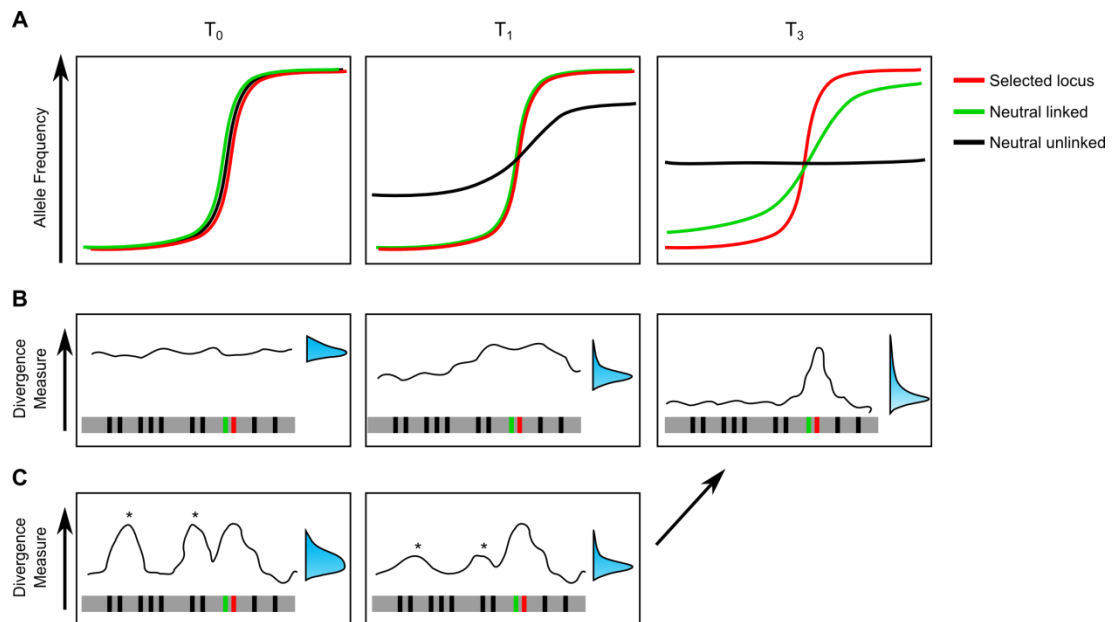 A
T0
T1
T3
Allele Frequency
Selected locus
Neutral linked
Neutral unlinked
B
Divergence
Measure
C
Divergence
Measure
*
*
*
*